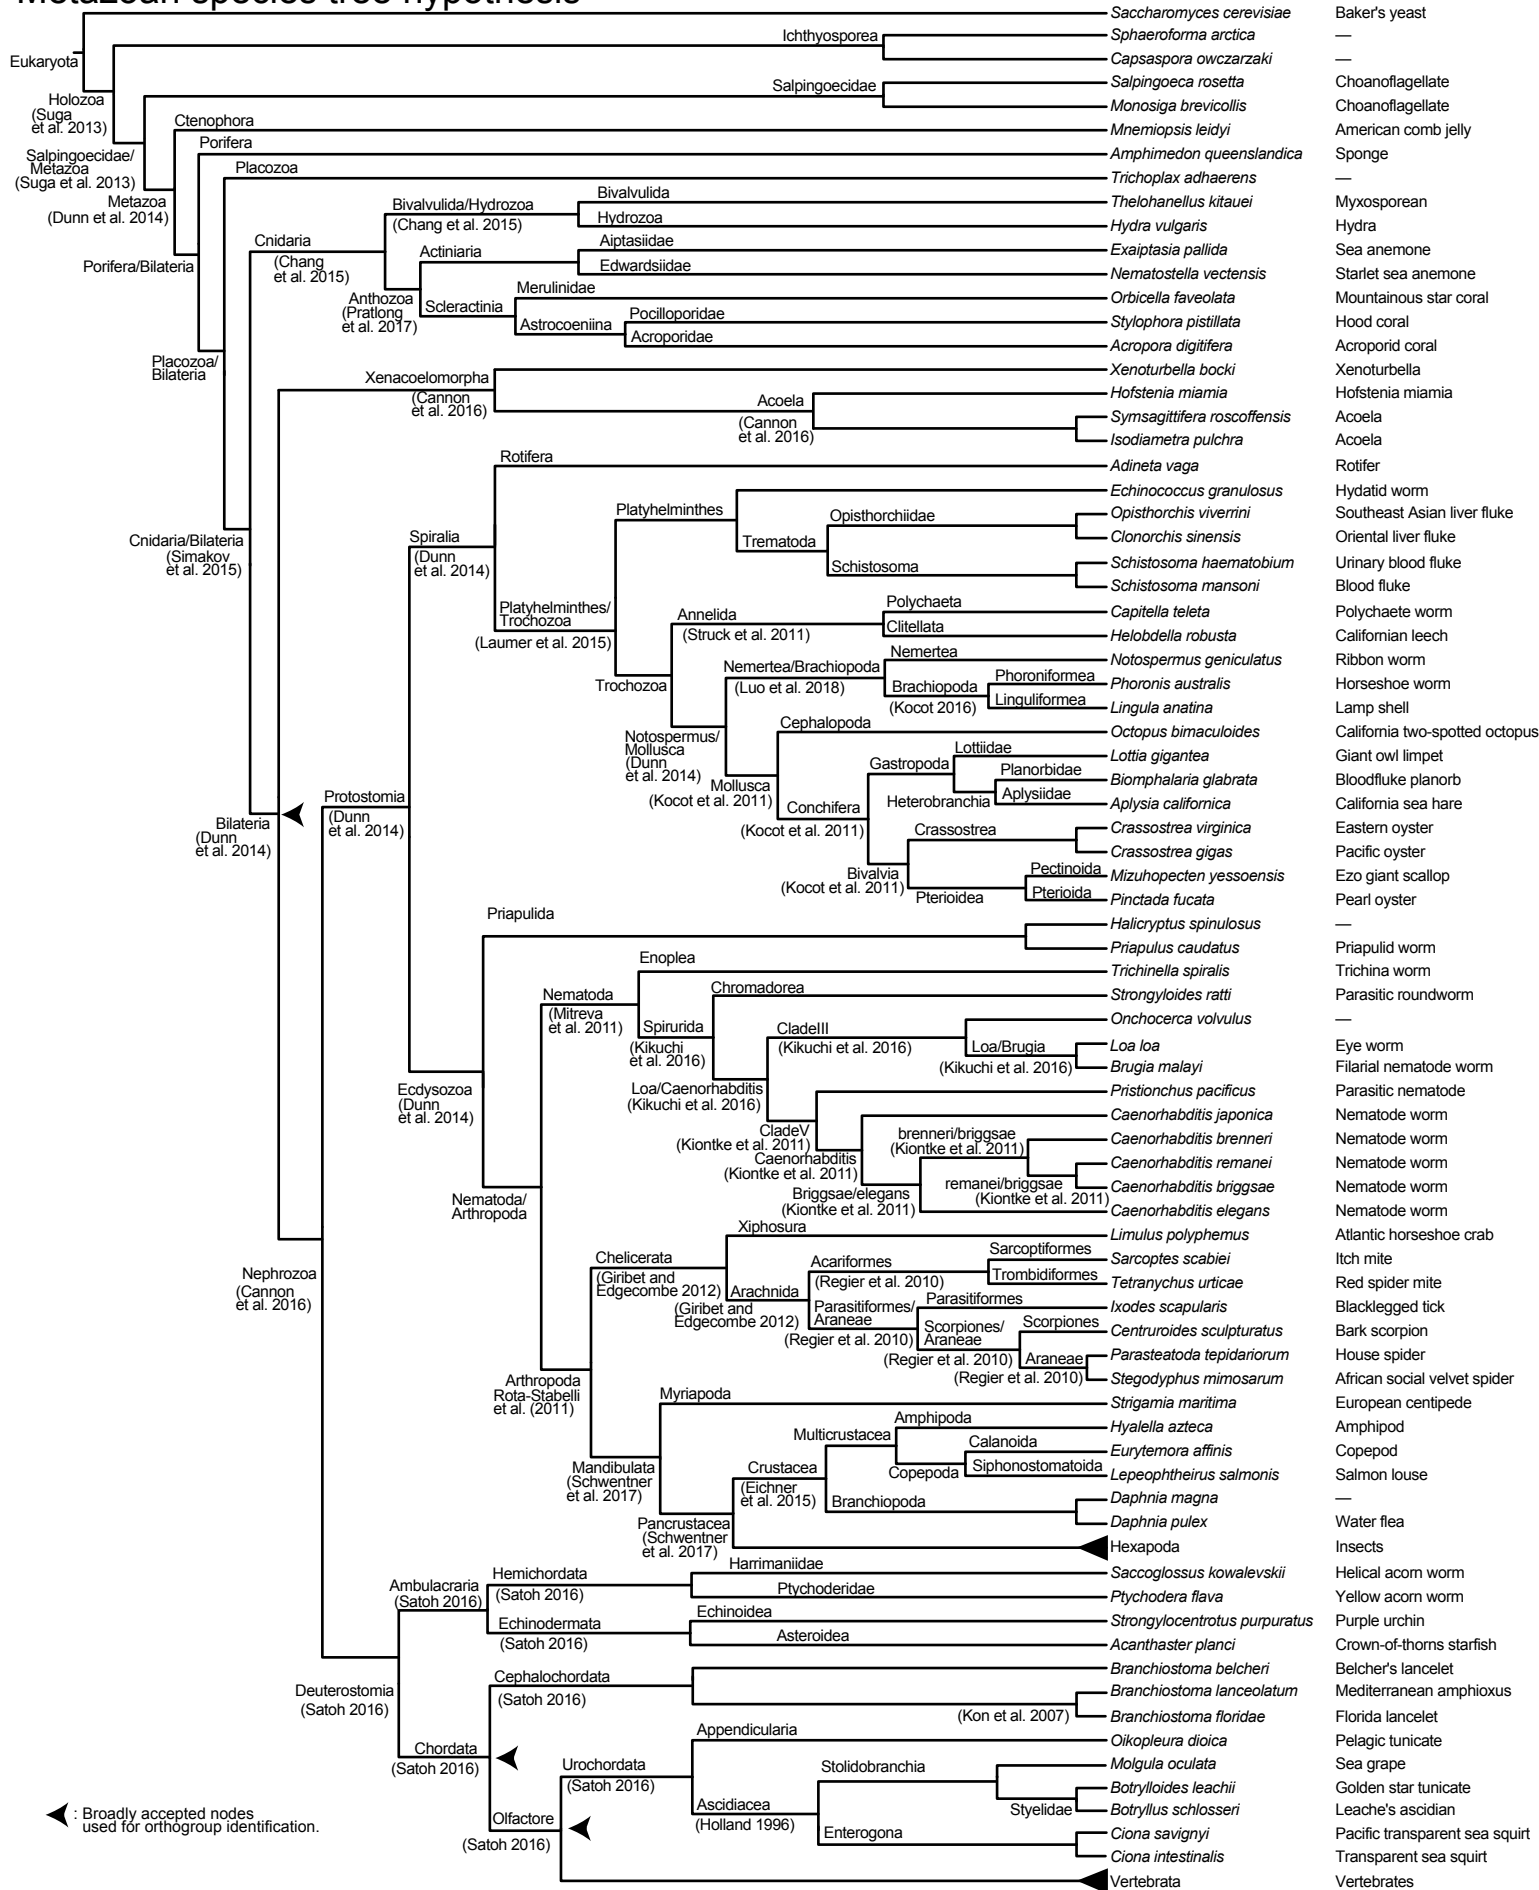 Metazoan species tree hypothesis
Saccharomyces cerevisiae Baker's yeast
Ichthyosporea
Sphaeroforma arctica —
Eukaryota
Capsaspora owczarzaki —
Salpingoecidae
Salpingoeca rosetta Choanoflagellate
Holozoa
(Suga
et al. 2013)
Monosiga brevicollis Choanoflagellate
Ctenophora
Mnemiopsis leidyi American comb jelly
Porifera
Salpingoecidae/
Metazoa
(Suga et al. 2013)
Amphimedon queenslandica Sponge
Placozoa
Trichoplax adhaerens —
Metazoa
(Dunn et al. 2014)
Bivalvulida
Bivalvulida/Hydrozoa
(Chang et al. 2015)
Thelohanellus kitauei Myxosporean
Hydrozoa
Hydra vulgaris Hydra
Cnidaria
(Chang
et al. 2015)
Actiniaria
Aiptasiidae
Exaiptasia pallida Sea anemone
Edwardsiidae
Porifera/Bilateria
Nematostella vectensis Starlet sea anemone
Merulinidae
Anthozoa
(Pratlong
et al. 2017)
Scleractinia
Orbicella faveolata Mountainous star coral
Pocilloporidae
Astrocoeniina
Stylophora pistillata Hood coral
Acroporidae
Acropora digitifera Acroporid coral
Placozoa/
Bilateria
Xenacoelomorpha
(Cannon
et al. 2016)
Xenoturbella bocki Xenoturbella
Hofstenia miamia Hofstenia miamia
Acoela
(Cannon
et al. 2016)
Symsagittifera roscoffensis Acoela
Isodiametra pulchra Acoela
Rotifera
Adineta vaga Rotifer
Echinococcus granulosus Hydatid worm
Platyhelminthes
Opisthorchiidae
Opisthorchis viverrini Southeast Asian liver fluke
Cnidaria/Bilateria
(Simakov
et al. 2015)
Spiralia
(Dunn
et al. 2014)
Trematoda
Clonorchis sinensis Oriental liver fluke
Schistosoma
Schistosoma haematobium Urinary blood fluke
Schistosoma mansoni Blood fluke
Platyhelminthes/
Trochozoa
(Laumer et al. 2015)
Annelida
(Struck et al. 2011)
Polychaeta
Capitella teleta Polychaete worm
Clitellata
Helobdella robusta Californian leech
Nemertea
Nemertea/Brachiopoda
(Luo et al. 2018)
Notospermus geniculatus Ribbon worm
Trochozoa
Phoroniformea
Brachiopoda
(Kocot 2016)
Phoronis australis Horseshoe worm
Linguliformea
Lingula anatina Lamp shell
Cephalopoda
Octopus bimaculoides California two-spotted octopus
Notospermus/
Mollusca
(Dunn
et al. 2014)
Lottiidae
Lottia gigantea Giant owl limpet
Gastropoda
Planorbidae
Biomphalaria glabrata Bloodfluke planorb
Mollusca
(Kocot et al. 2011)
Aplysiidae
Heterobranchia
Aplysia californica California sea hare
Protostomia
(Dunn
et al. 2014)
Conchifera
(Kocot et al. 2011)
Bilateria
(Dunn
et al. 2014)
Crassostrea
Crassostrea virginica Eastern oyster
Crassostrea gigas Pacific oyster
Bivalvia
(Kocot et al. 2011)
Pectinoida
Mizuhopecten yessoensis Ezo giant scallop
Pterioida
Pterioidea
Pinctada fucata Pearl oyster
Priapulida
Halicryptus spinulosus —
Priapulus caudatus Priapulid worm
Enoplea
Trichinella spiralis Trichina worm
Chromadorea
Nematoda
(Mitreva
et al. 2011)
Strongyloides ratti Parasitic roundworm
Spirurida
(Kikuchi
et al. 2016)
CladeIII
(Kikuchi et al. 2016)
Onchocerca volvulus —
Loa/Brugia
(Kikuchi et al. 2016)
Loa loa Eye worm
Brugia malayi Filarial nematode worm
Ecdysozoa
(Dunn
et al. 2014)
Loa/Caenorhabditis
(Kikuchi et al. 2016)
Pristionchus pacificus Parasitic nematode
Caenorhabditis japonica Nematode worm
CladeV
(Kiontke et al. 2011)
brenneri/briggsae
(Kiontke et al. 2011)
Caenorhabditis brenneri Nematode worm
Caenorhabditis
(Kiontke et al. 2011)
Caenorhabditis remanei Nematode worm
remanei/briggsae
(Kiontke et al. 2011)
Caenorhabditis briggsae Nematode worm
Briggsae/elegans
(Kiontke et al. 2011)
Nematoda/
Arthropoda
Caenorhabditis elegans Nematode worm
Xiphosura
Limulus polyphemus Atlantic horseshoe crab
Chelicerata
(Giribet and
Edgecombe 2012)
Sarcoptiformes
Acariformes
(Regier et al. 2010)
Sarcoptes scabiei Itch mite
Nephrozoa
(Cannon
et al. 2016)
Trombidiformes
Tetranychus urticae Red spider mite
Arachnida
(Giribet and
Edgecombe 2012)
Parasitiformes
Parasitiformes/
Araneae
(Regier et al. 2010)
Ixodes scapularis Blacklegged tick
Scorpiones
Scorpiones/
Araneae
(Regier et al. 2010)
Centruroides sculpturatus Bark scorpion
Araneae
(Regier et al. 2010)
Parasteatoda tepidariorum House spider
Stegodyphus mimosarum African social velvet spider
Arthropoda
Rota-Stabelli
et al. (2011)
Myriapoda
Strigamia maritima European centipede
Amphipoda
Hyalella azteca Amphipod
Multicrustacea
Calanoida
Eurytemora affinis Copepod
Siphonostomatoida
Copepoda
Lepeophtheirus salmonis Salmon louse
Mandibulata
(Schwentner
et al. 2017)
Crustacea
(Eichner
et al. 2015)
Branchiopoda
Daphnia magna —
Daphnia pulex Water flea
Pancrustacea
(Schwentner
et al. 2017)
Hexapoda Insects
Harrimaniidae
Hemichordata
(Satoh 2016)
Saccoglossus kowalevskii Helical acorn worm
Ambulacraria
(Satoh 2016)
Ptychoderidae
Ptychodera flava Yellow acorn worm
Echinoidea
Echinodermata
(Satoh 2016)
Strongylocentrotus purpuratus Purple urchin
Asteroidea
Acanthaster planci Crown-of-thorns starfish
Cephalochordata
(Satoh 2016)
Branchiostoma belcheri Belcher's lancelet
Deuterostomia
(Satoh 2016)
Branchiostoma lanceolatum Mediterranean amphioxus
(Kon et al. 2007)
Branchiostoma floridae Florida lancelet
Appendicularia
Oikopleura dioica Pelagic tunicate
Chordata
(Satoh 2016)
Urochordata
(Satoh 2016)
Stolidobranchia
Molgula oculata Sea grape
Botrylloides leachii Golden star tunicate
Styelidae
Botryllus schlosseri Leache's ascidian
Ascidiacea
(Holland 1996)
Olfactore
(Satoh 2016)
Enterogona
Ciona savignyi Pacific transparent sea squirt
Ciona intestinalis Transparent sea squirt
Vertebrata Vertebrates
: Broadly accepted nodes
used for orthogroup identification.